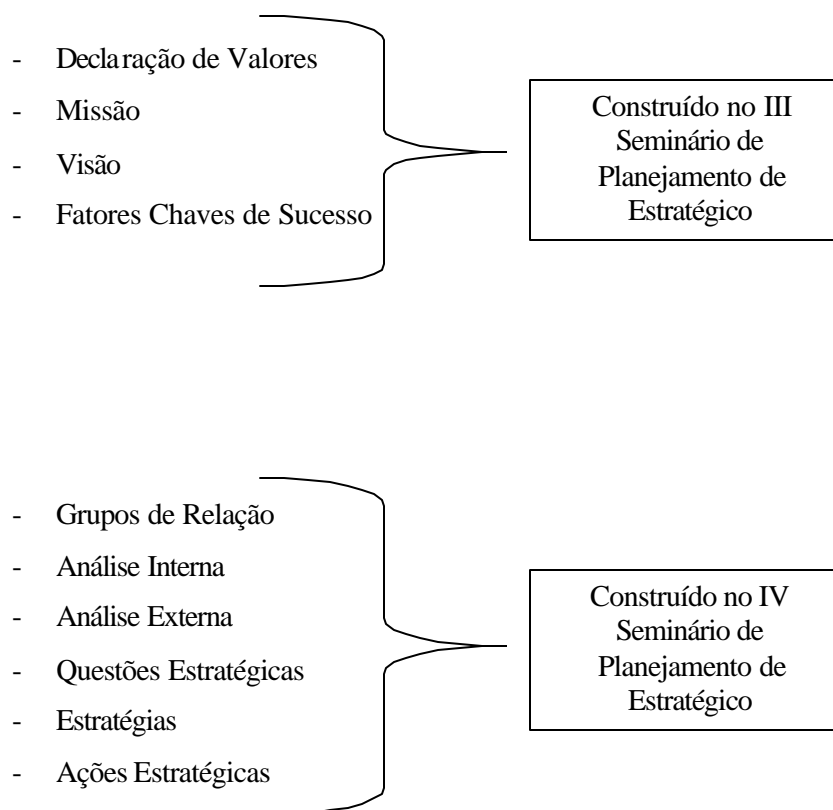 - Declaração de Valores
- Missão
- Visão
- Fatores Chaves de Sucesso
Construído no III
Seminário de
Planejamento de
Estratégico
- Grupos de Relação
- Análise Interna
- Análise Externa
- Questões Estratégicas
- Estratégias
- Ações Estratégicas
Construído no IV
Seminário de
Planejamento de
Estratégico